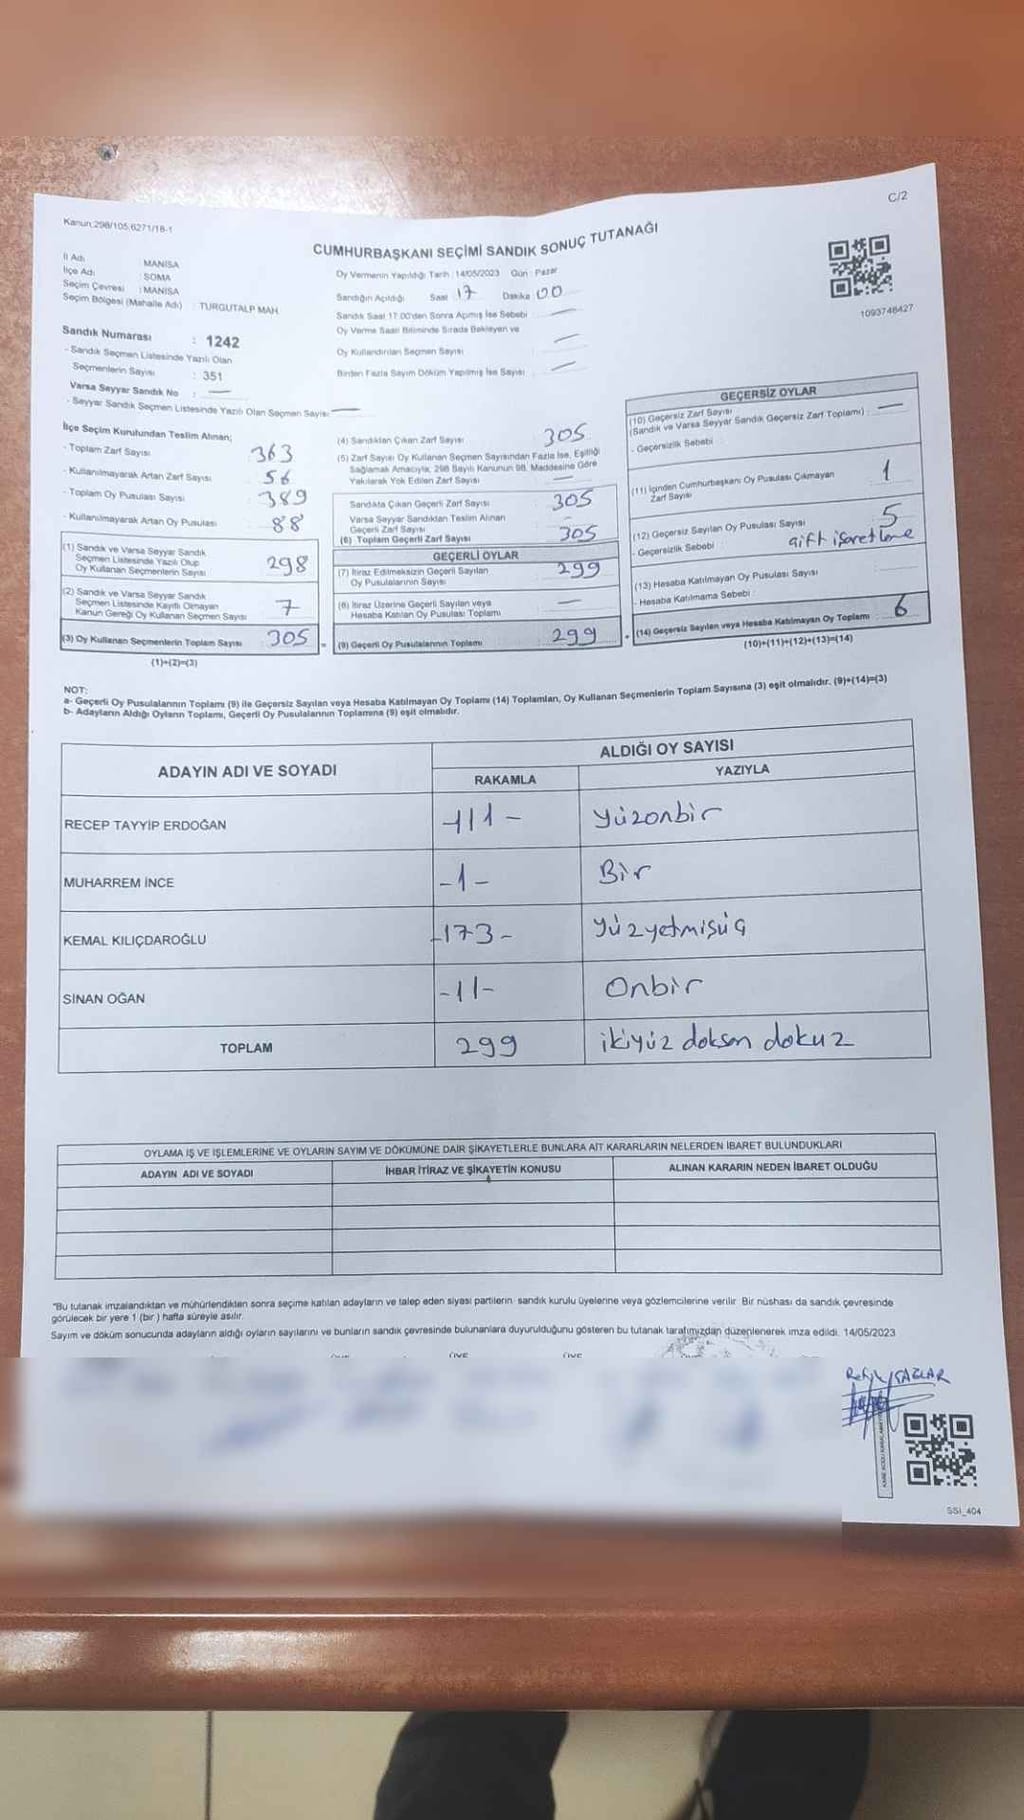 Kanun:298/105,6271/18-1
C/2
CUMHURBAŞKANI SEÇİMİ SANDIK SONUÇ TUTANAĞI
İl Adı MANİSA
İlçe Adı : SOMA
Seçim Çevresi : MANİSA
Seçim Bölgesi (Mahalle Adı) : TURGUTALP MAH.
Sandık Numarası : 1242
- Sandık Seçmen Listesinde Yazılı Olan
Seçmenlerin Sayısı : 351
Varsa Seyyar Sandık No : —
- Seyyar Sandık Seçmen Listesinde Yazılı Olan Seçmen Sayısı —
Oy Vermenin Yapıldığı Tarih : 14/05/2023 Gün : Pazar
Sandığın Açıldığı Saat 17 Dakika 00
Sandık Saat 17:00'den Sonra Açılmış İse Sebebi —
Oy Verme Saati Bitiminde Sırada Bekleyen ve
Oy Kullandırılan Seçmen Sayısı : —
Birden Fazla Sayım Döküm Yapılmış İse Sayısı : —
1093748427
İlçe Seçim Kurulundan Teslim Alınan;
- Toplam Zarf Sayısı 363
- Kullanılmayarak Artan Zarf Sayısı 56
- Toplam Oy Pusulası Sayısı 389
- Kullanılmayarak Artan Oy Pusulası 88
(1) Sandık ve Varsa Seyyar Sandık
Seçmen Listesinde Yazılı Olup
Oy Kullanan Seçmenlerin Sayısı 298
(2) Sandık ve Varsa Seyyar Sandık
Seçmen Listesinde Kayıtlı Olmayan
Kanun Gereği Oy Kullanan Seçmen Sayısı 7
(3) Oy Kullanan Seçmenlerin Toplam Sayısı 305
(1)+(2)=(3)
(4) Sandıktan Çıkan Zarf Sayısı 305
(5) Zarf Sayısı Oy Kullanan Seçmen Sayısından Fazla İse, Eşitliği
Sağlamak Amacıyla, 298 Sayılı Kanunun 98. Maddesine Göre
Yakılarak Yok Edilen Zarf Sayısı —
Sandıkta Çıkan Geçerli Zarf Sayısı 305
Varsa Seyyar Sandıktan Teslim Alınan
Geçerli Zarf Sayısı —
(6) Toplam Geçerli Zarf Sayısı 305
GEÇERLİ OYLAR
(7) İtiraz Edilmeksizin Geçerli Sayılan
Oy Pusulalarının Sayısı 299
(8) İtiraz Üzerine Geçerli Sayılan veya
Hesaba Katılan Oy Pusulası Toplamı —
(9) Geçerli Oy Pusulalarının Toplamı 299
GEÇERSİZ OYLAR
(10) Geçersiz Zarf Sayısı
(Sandık ve Varsa Seyyar Sandık Geçersiz Zarf Toplamı) : —
- Geçersizlik Sebebi
(11) İçinden Cumhurbaşkanı Oy Pusulası Çıkmayan
Zarf Sayısı 1
(12) Geçersiz Sayılan Oy Pusulası Sayısı 5
- Geçersizlik Sebebi : Çift işaretleme
(13) Hesaba Katılmayan Oy Pusulası Sayısı :
- Hesaba Katılmama Sebebi :
(14) Geçersiz Sayılan veya Hesaba Katılmayan Oy Toplamı : 6
(10)+(11)+(12)+(13)=(14)
NOT:
a- Geçerli Oy Pusulalarının Toplamı (9) ile Geçersiz Sayılan veya Hesaba Katılmayan Oy Toplamı (14) Toplamları, Oy Kullanan Seçmenlerin Toplam Sayısına (3) eşit olmalıdır. (9)+(14)=(3)
b- Adayların Aldığı Oyların Toplamı, Geçerli Oy Pusulalarının Toplamına (9) eşit olmalıdır.
ADAYIN ADI VE SOYADI
ALDIĞI OY SAYISI
RAKAMLA YAZIYLA
RECEP TAYYİP ERDOĞAN -111- yüzonbir
MUHARREM İNCE -1- Bir
KEMAL KILIÇDAROĞLU -173- yüzyetmişüç
SİNAN OĞAN -11- Onbir
TOPLAM 299 ikiyüz doksan dokuz
OYLAMA İŞ VE İŞLEMLERİNE VE OYLARIN SAYIM VE DÖKÜMÜNE DAİR ŞİKAYETLERLE BUNLARA AİT KARARLARIN NELERDEN İBARET BULUNDUKLARI
ADAYIN ADI VE SOYADI İHBAR İTİRAZ VE ŞİKAYETİN KONUSU ALINAN KARARIN NEDEN İBARET OLDUĞU
"Bu tutanak imzalandıktan ve mühürlendikten sonra seçime katılan adayların ve talep eden siyasi partilerin sandık kurulu üyelerine veya gözlemcilerine verilir. Bir nüshası da sandık çevresinde
görülecek bir yere 1 (bir) hafta süreyle asılır.
Sayım ve döküm sonucunda adayların aldığı oyların sayılarını ve bunların sandık çevresinde bulunanlara duyurulduğunu gösteren bu tutanak tarafımızdan düzenlenerek imza edildi. 14/05/2023
ÜYE ÜYE ÜYE
SSI_404